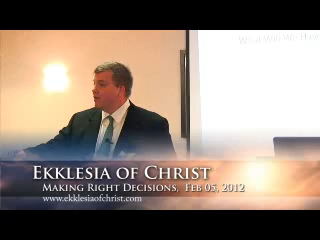 EKKLESIA OF CHRIST
MAKING RIGHT DECISIONS, FEB 05, 2012
www.ekklesiaofchrist.com